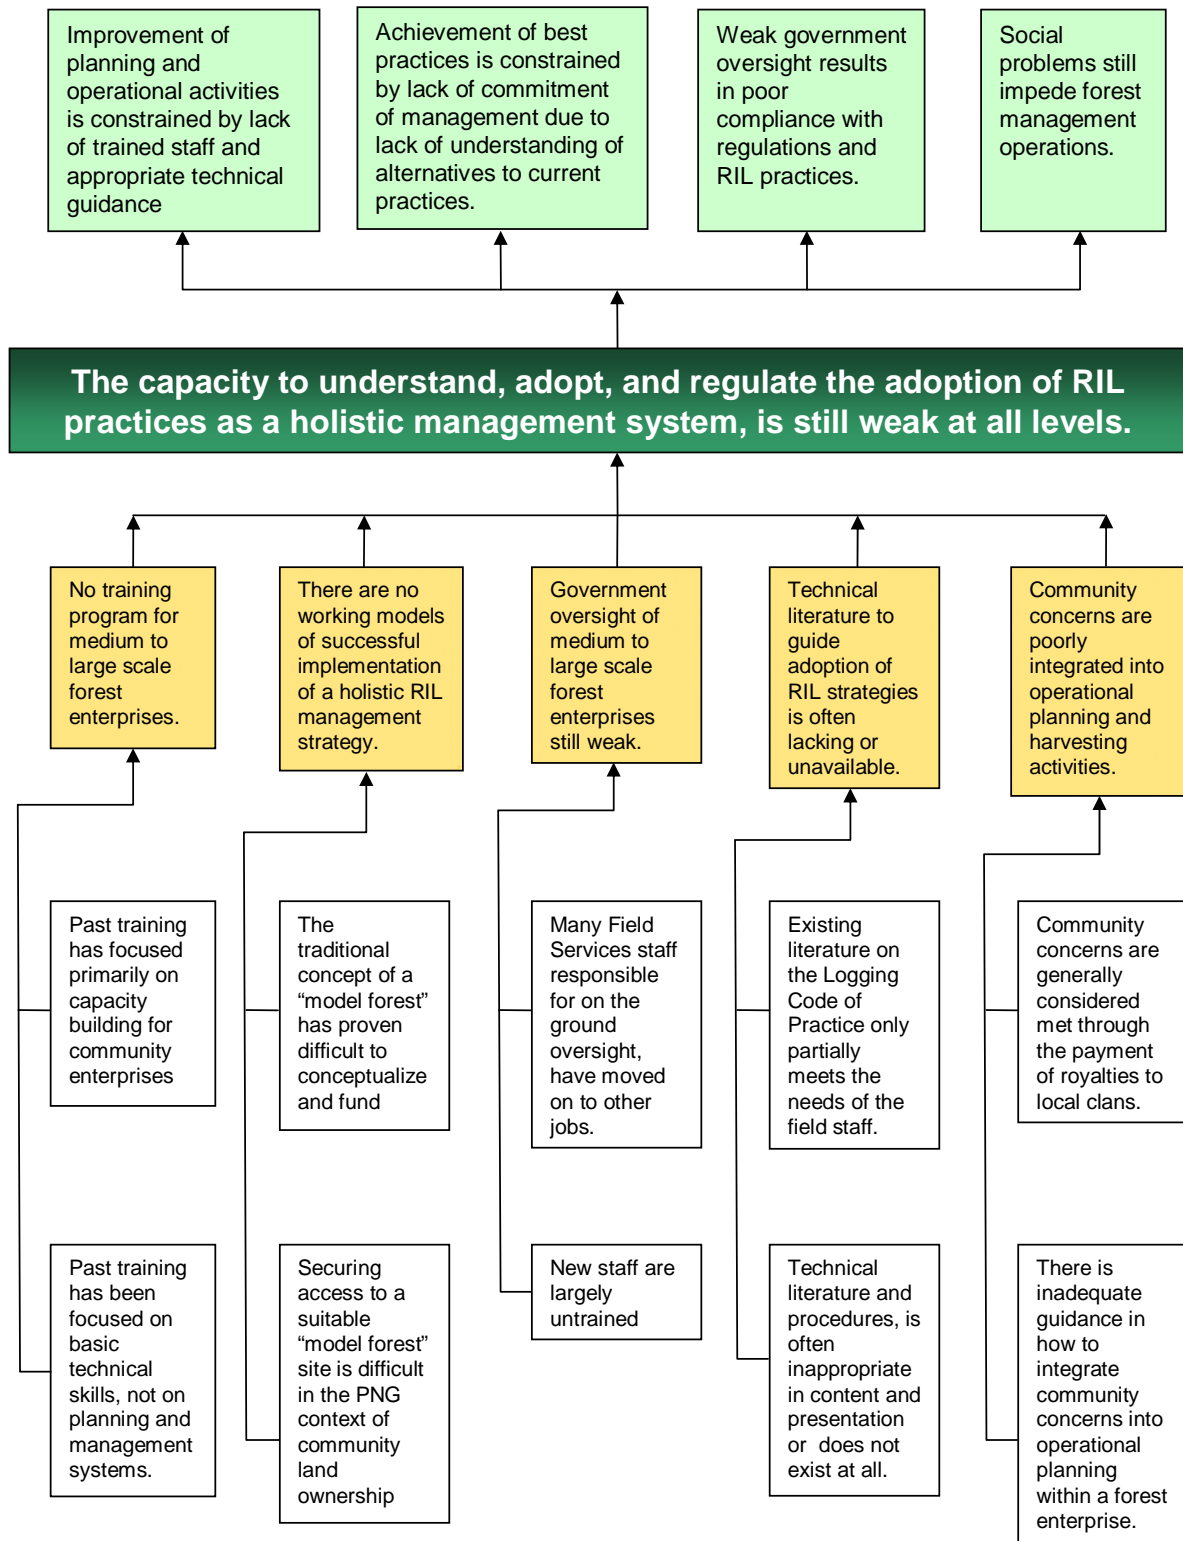 Improvement of
planning and
operational activities
is constrained by lack
of trained staff and
appropriate technical
guidance
Achievement of best
practices is constrained
by lack of commitment
of management due to
lack of understanding of
alternatives to current
practices.
Weak government
oversight results
in poor
compliance with
regulations and
RIL practices.
Social
problems still
impede forest
management
operations.
The capacity to understand, adopt, and regulate the adoption of RIL
practices as a holistic management system, is still weak at all levels.
No training
program for
medium to
large scale
forest
enterprises.
There are no
working models
of successful
implementation
of a holistic RIL
management
strategy.
Government
oversight of
medium to
large scale
forest
enterprises
still weak.
Technical
literature to
guide
adoption of
RIL strategies
is often
lacking or
unavailable.
Community
concerns are
poorly
integrated into
operational
planning and
harvesting
activities.
Past training
has focused
primarily on
capacity
building for
community
enterprises
The
traditional
concept of a
“model forest”
has proven
difficult to
conceptualize
and fund
Many Field
Services staff
responsible
for on the
ground
oversight,
have moved
on to other
jobs.
Existing
literature on
the Logging
Code of
Practice only
partially
meets the
needs of the
field staff.
Community
concerns are
generally
considered
met through
the payment
of royalties to
local clans.
Past training
has been
focused on
basic
technical
skills, not on
planning and
management
systems.
Securing
access to a
suitable
“model forest”
site is difficult
in the PNG
context of
community
land
ownership
New staff are
largely
untrained
Technical
literature and
procedures, is
often
inappropriate
in content and
presentation
or does not
exist at all.
There is
inadequate
guidance in
how to
integrate
community
concerns into
operational
planning
within a forest
enterprise.